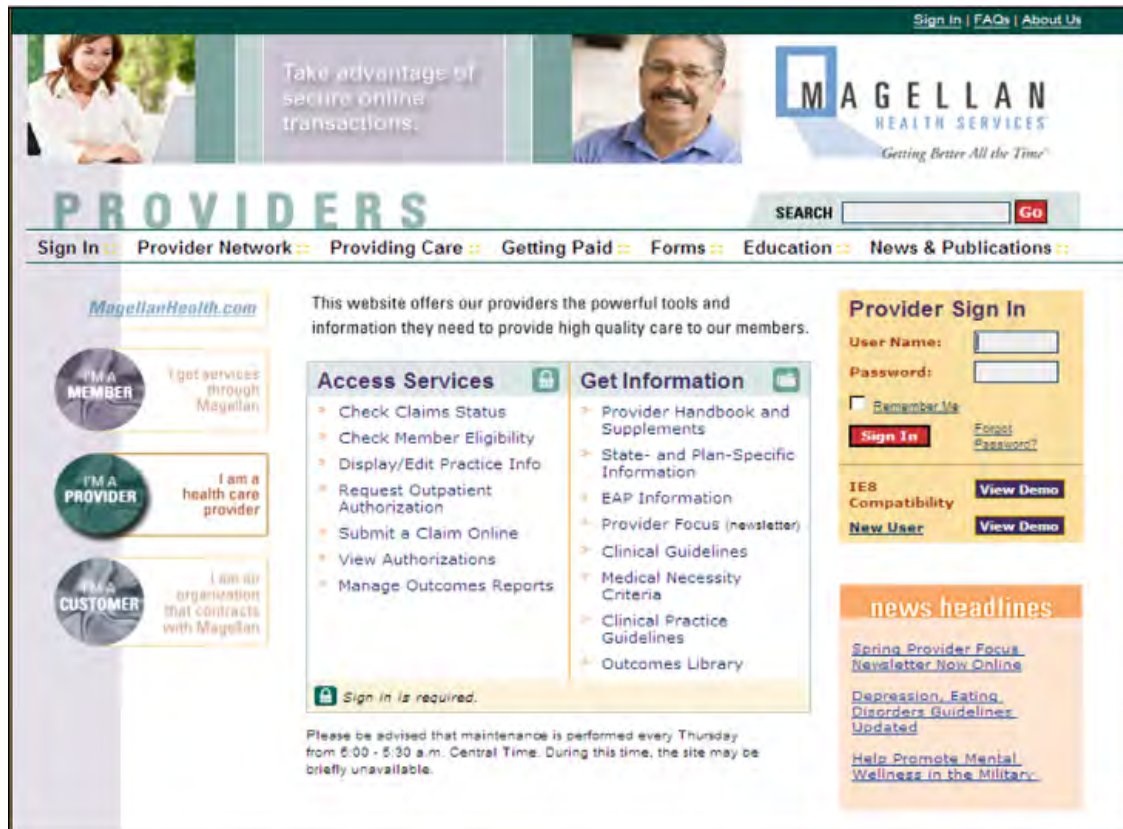 Sign In | FAQs | About Us
Take advantage of
secure online
transactions.
MAGELLAN
HEALTH SERVICES
Getting Better All the Time
PROVIDERS
SEARCH
Go
Sign In :: Provider Network :: Providing Care :: Getting Paid :: Forms :: Education :: News & Publications ::
MagellanHealth.com
I'M A
MEMBER
I get services
through
Magellan
I'M A
PROVIDER
I am a
health care
provider
I'M A
CUSTOMER
I am an
organization
that contracts
with Magellan
This website offers our providers the powerful tools and
information they need to provide high quality care to our members.
Access Services
Check Claims Status
Check Member Eligibility
Display/Edit Practice Info
Request Outpatient
Authorization
Submit a Claim Online
View Authorizations
Manage Outcomes Reports
Get Information
Provider Handbook and
Supplements
State- and Plan-Specific
Information
EAP Information
Provider Focus (newsletter)
Clinical Guidelines
Medical Necessity
Criteria
Clinical Practice
Guidelines
Outcomes Library
Sign in is required.
Please be advised that maintenance is performed every Thursday
from 5:00 - 5:30 a.m. Central Time. During this time, the site may be
briefly unavailable.
Provider Sign In
User Name:
Password:
Remember Me
Sign In
Forgot
Password?
IE8
Compatibility
View Demo
New User
View Demo
news headlines
Spring Provider Focus
Newsletter Now Online
Depression, Eating
Disorders Guidelines
Updated
Help Promote Mental
Wellness in the Military